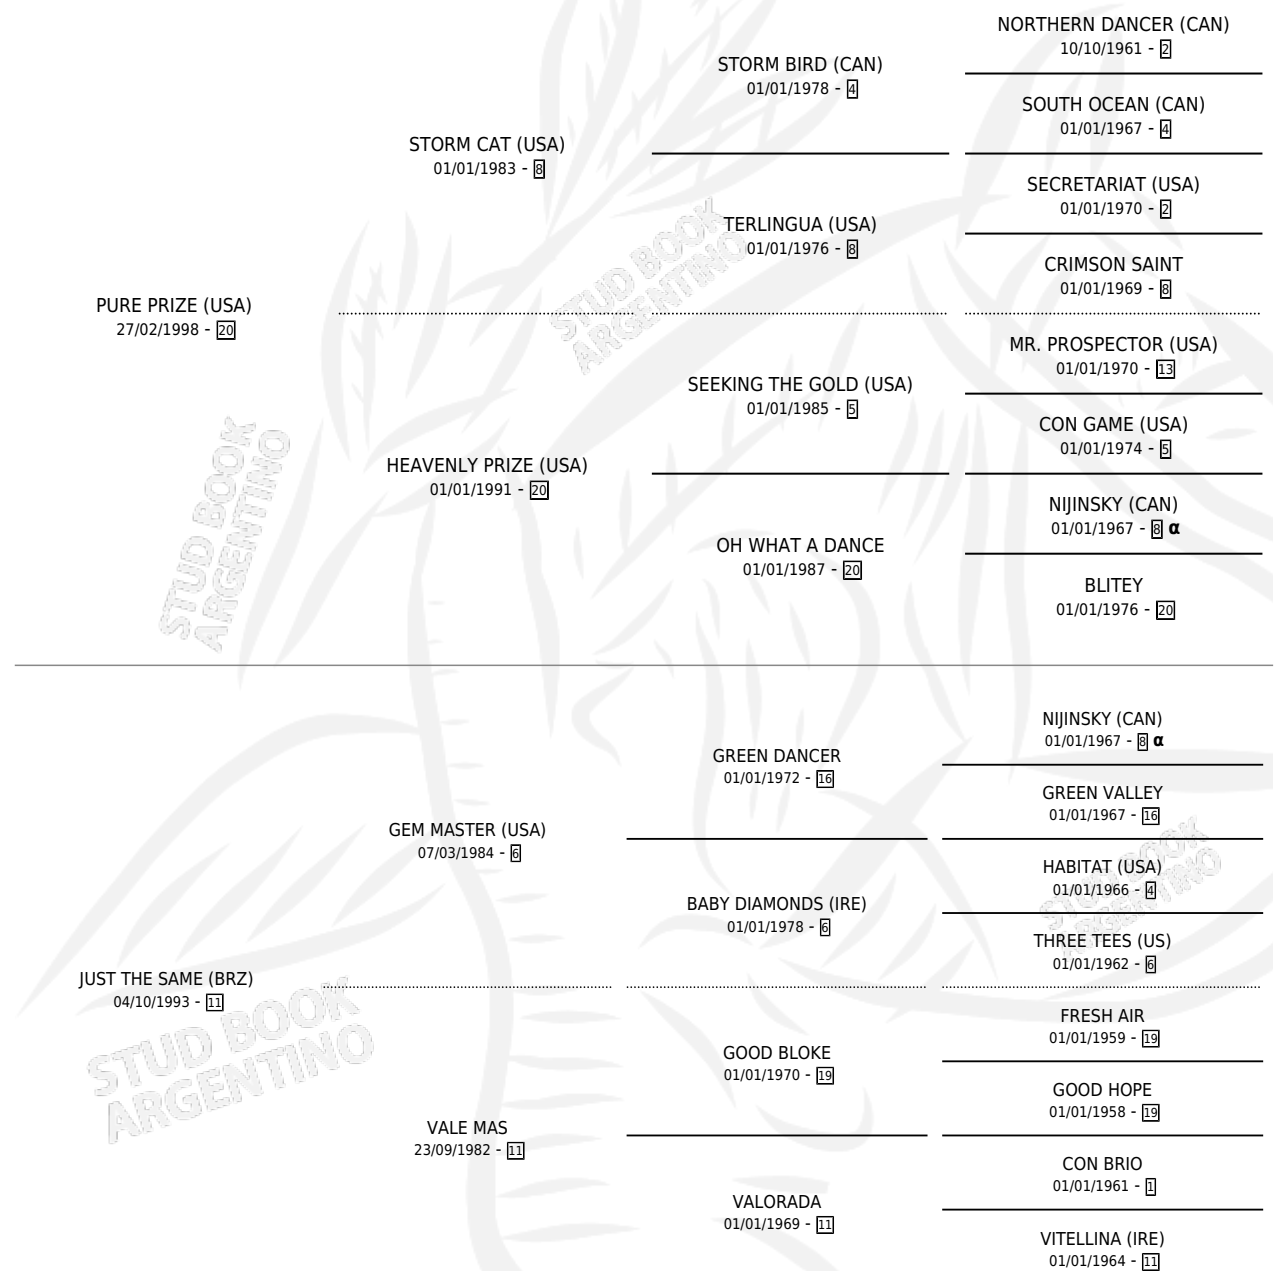 PURE PRIZE (USA)
27/02/1998 - 20
STORM CAT (USA)
01/01/1983 - 8
HEAVENLY PRIZE (USA)
01/01/1991 - 20
STORM BIRD (CAN)
01/01/1978 - 4
TERLINGUA (USA)
01/01/1976 - 8
SEEKING THE GOLD (USA)
01/01/1985 - 5
OH WHAT A DANCE
01/01/1987 - 20
NORTHERN DANCER (CAN)
10/10/1961 - 2
SOUTH OCEAN (CAN)
01/01/1967 - 4
SECRETARIAT (USA)
01/01/1970 - 2
CRIMSON SAINT
01/01/1969 - 8
MR. PROSPECTOR (USA)
01/01/1970 - 13
CON GAME (USA)
01/01/1974 - 5
NIJINSKY (CAN)
01/01/1967 - 8 α
BLITEY
01/01/1976 - 20
JUST THE SAME (BRZ)
04/10/1993 - 11
GEM MASTER (USA)
07/03/1984 - 6
VALE MAS
23/09/1982 - 11
GREEN DANCER
01/01/1972 - 16
BABY DIAMONDS (IRE)
01/01/1978 - 6
GOOD BLOKE
01/01/1970 - 19
VALORADA
01/01/1969 - 11
NIJINSKY (CAN)
01/01/1967 - 8 α
GREEN VALLEY
01/01/1967 - 16
HABITAT (USA)
01/01/1966 - 4
THREE TEES (US)
01/01/1962 - 6
FRESH AIR
01/01/1959 - 19
GOOD HOPE
01/01/1958 - 19
CON BRIO
01/01/1961 - 1
VITELLINA (IRE)
01/01/1964 - 11
STUD BOOK
ARGENTINO
STUD BOOK
ARGENTINO
STUD BOOK
ARGENTINO
STUD BOOK
ARGENTINO